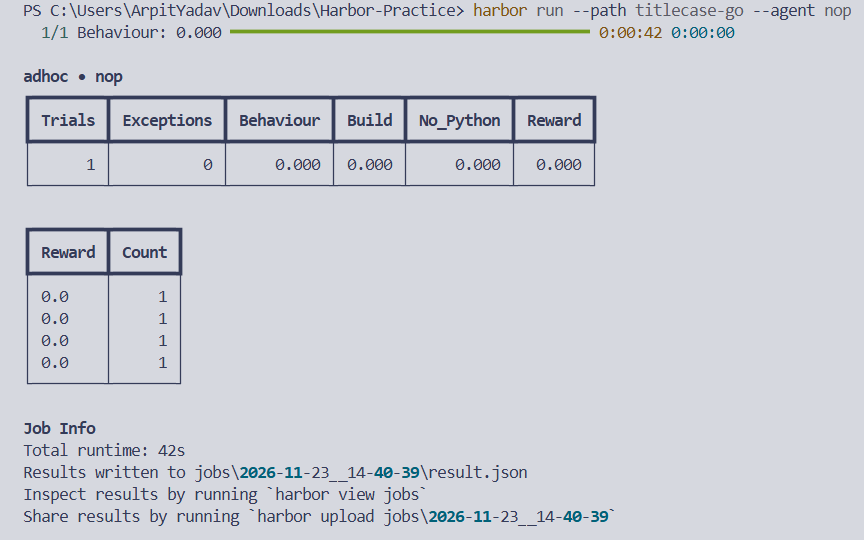 PS C:\Users\ArpitYadav\Downloads\Harbor-Practice> harbor run --path titlecase-go --agent nop
1/1 Behaviour: 0.000 0:00:42 0:00:00
adhoc • nop
Trials Exceptions Behaviour Build No_Python Reward
1 0 0.000 0.000 0.000 0.000
Reward Count
0.0 1
0.0 1
0.0 1
0.0 1
Job Info
Total runtime: 42s
Results written to jobs\2026-11-23__14-40-39\result.json
Inspect results by running `harbor view jobs`
Share results by running `harbor upload jobs\2026-11-23__14-40-39`